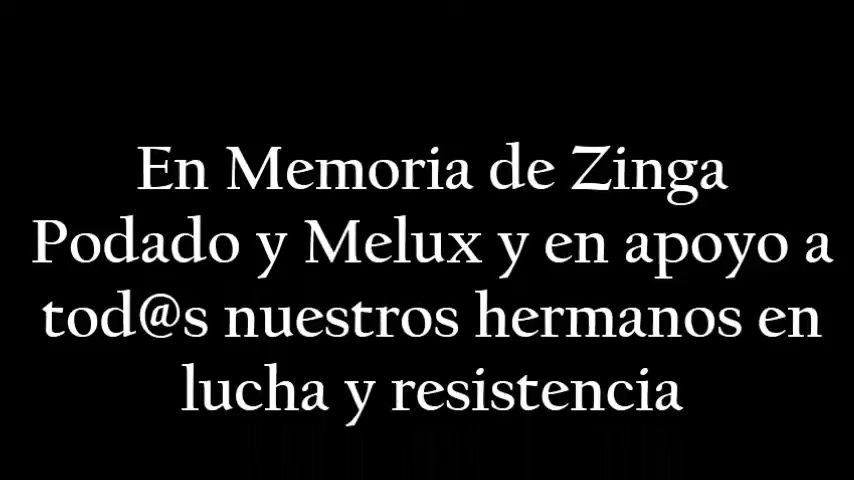 En Memoria de Zinga
Podado y Melux y en apoyo a
tod@s nuestros hermanos en
lucha y resistencia